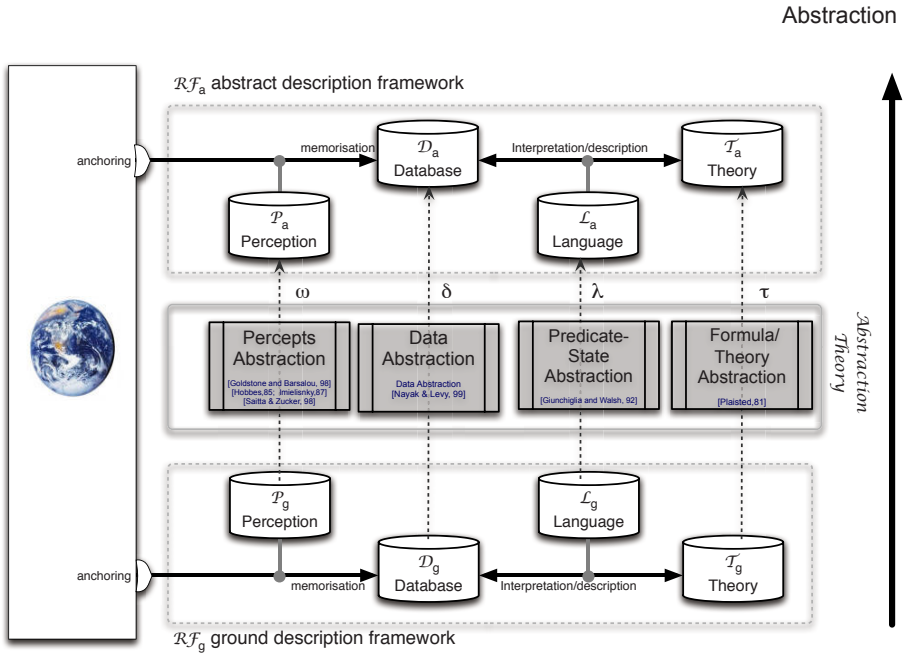 Abstraction
ℛℱa abstract description framework
anchoring
memorisation
𝒟a
Database
Interpretation/description
𝒯a
Theory
𝒫a
Perception
ℒa
Language
ω
δ
λ
τ
Percepts
Abstraction
[Goldstone and Barsalou, 98]
[Hobbes,85; Imielisnky,87]
[Saitta & Zucker, 98]
Data
Abstraction
Data Abstraction
[Nayak & Levy, 99]
Predicate-
State
Abstraction
[Giunchiglia and Walsh, 92]
Formula/
Theory
Abstraction
[Plaisted,81]
Abstraction
Theory
𝒫g
Perception
ℒg
Language
anchoring
memorisation
𝒟g
Database
Interpretation/description
𝒯g
Theory
ℛℱg ground description framework